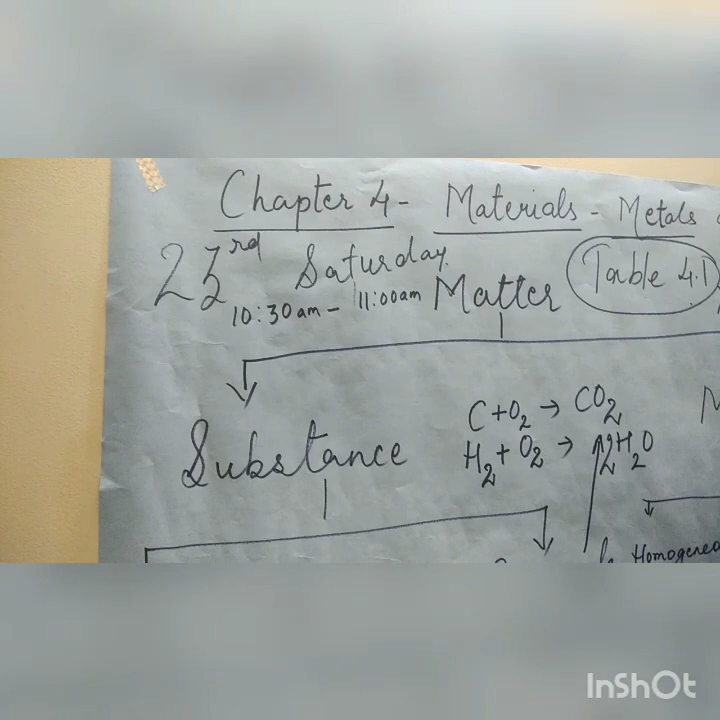 Chapter 4 - Materials - Metals
23rd Saturday
10:30am - 11:00am Matter Table 4.1
C+O2 → CO2
Substance
H2+O2 → 2H2O
InShOt